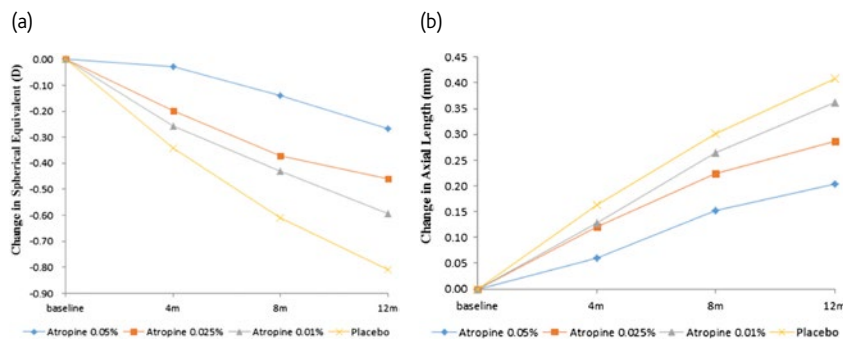 (a)
Change in Spherical Equivalent (D)
0.00
-0.10
-0.20
-0.30
-0.40
-0.50
-0.60
-0.70
-0.80
-0.90
baseline 4m 8m 12m
Atropine 0.05% Atropine 0.025% Atropine 0.01% Placebo
(b)
Change in Axial Length (mm)
0.45
0.40
0.35
0.30
0.25
0.20
0.15
0.10
0.05
0.00
baseline 4m 8m 12m
Atropine 0.05% Atropine 0.025% Atropine 0.01% Placebo